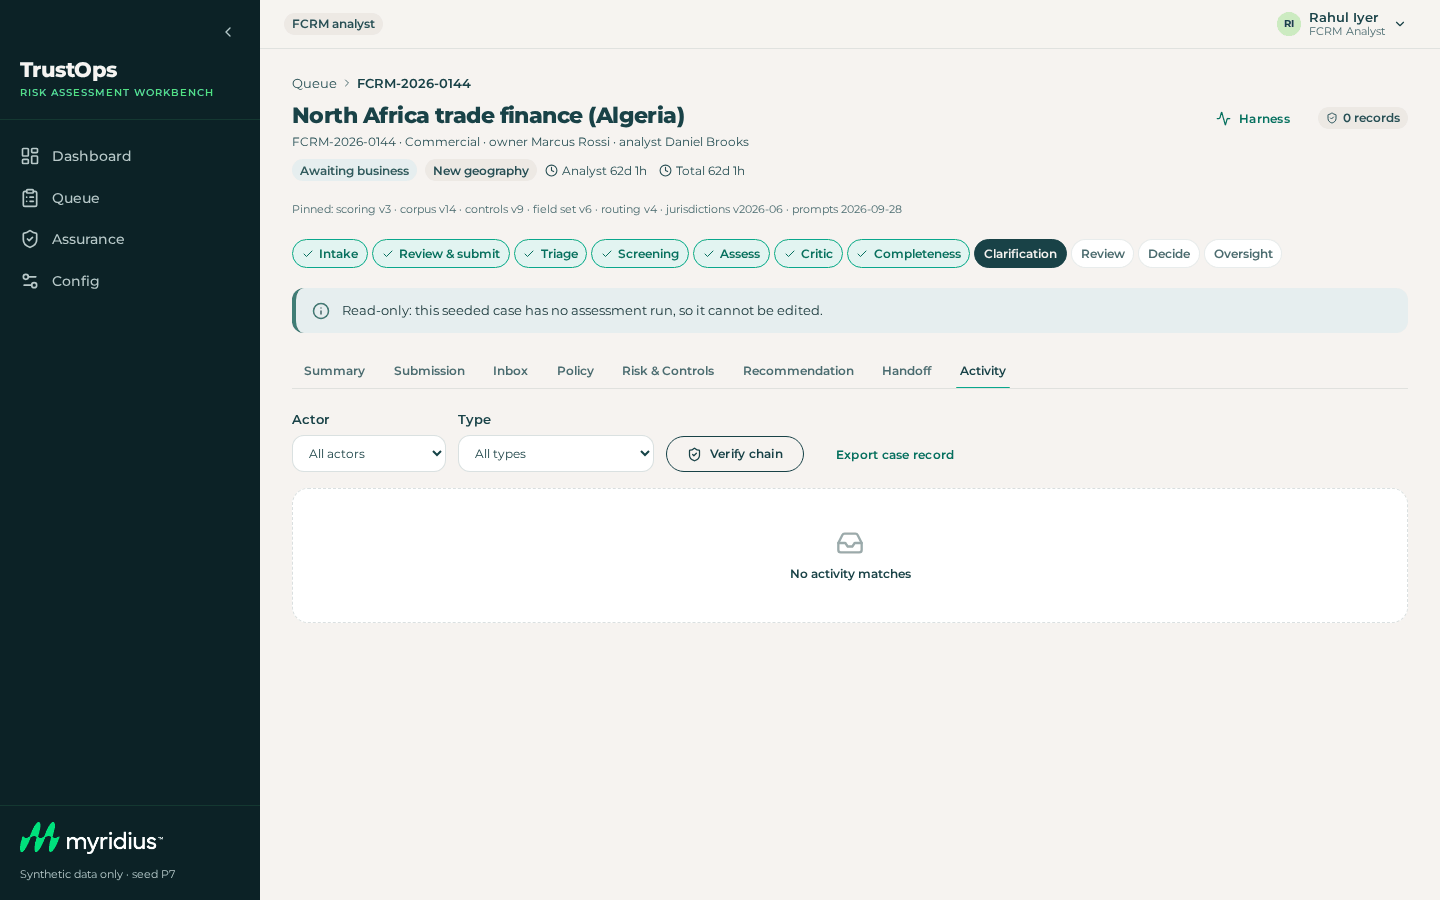 FCRM analyst
RI
Rahul Iyer
FCRM Analyst
TrustOps
RISK ASSESSMENT WORKBENCH
Dashboard
Queue
Assurance
Config
Queue > FCRM-2026-0144
North Africa trade finance (Algeria)
Harness
0 records
FCRM-2026-0144 · Commercial · owner Marcus Rossi · analyst Daniel Brooks
Awaiting business
New geography
Analyst 62d 1h
Total 62d 1h
Pinned: scoring v3 · corpus v14 · controls v9 · field set v6 · routing v4 · jurisdictions v2026-06 · prompts 2026-09-28
Intake
Review & submit
Triage
Screening
Assess
Critic
Completeness
Clarification
Review
Decide
Oversight
Read-only: this seeded case has no assessment run, so it cannot be edited.
Summary
Submission
Inbox
Policy
Risk & Controls
Recommendation
Handoff
Activity
Actor
Type
All actors
All types
Verify chain
Export case record
No activity matches
myridius™
Synthetic data only · seed P7